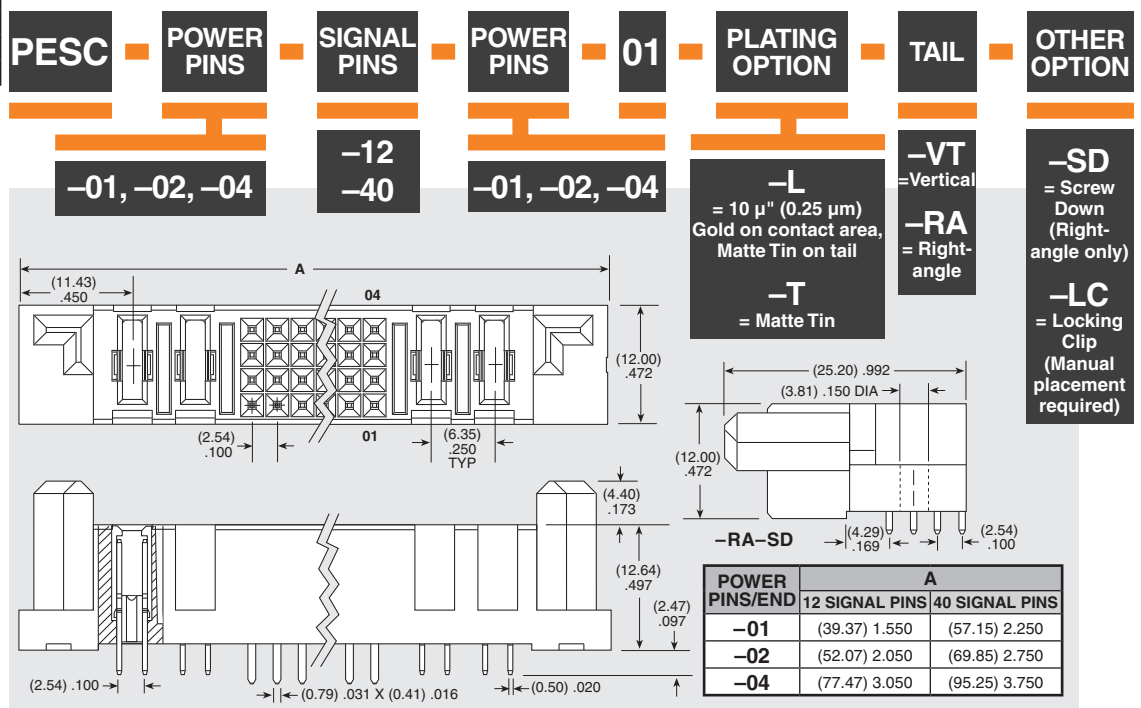 PESC
POWER
PINS
SIGNAL
PINS
POWER
PINS
01
PLATING
OPTION
TAIL
OTHER
OPTION
–01, –02, –04
–12
–40
–01, –02, –04
–L
= 10 µ" (0.25 µm)
Gold on contact area,
Matte Tin on tail
–T
= Matte Tin
–VT
=Vertical
–RA
= Right-
angle
–SD
= Screw
Down
(Right-
angle only)
–LC
= Locking
Clip
(Manual
placement
required)
A
(11.43)
.450
04
(12.00)
.472
(2.54)
.100
01
(6.35)
.250
TYP
(25.20) .992
(3.81) .150 DIA
(12.00)
.472
–RA–SD
(4.29)
.169
(2.54)
.100
(4.40)
.173
(12.64)
.497
(2.47)
.097
(2.54) .100
(0.79) .031 X (0.41) .016
(0.50) .020
POWER
PINS/END
A
12 SIGNAL PINS 40 SIGNAL PINS
–01 (39.37) 1.550 (57.15) 2.250
–02 (52.07) 2.050 (69.85) 2.750
–04 (77.47) 3.050 (95.25) 3.750